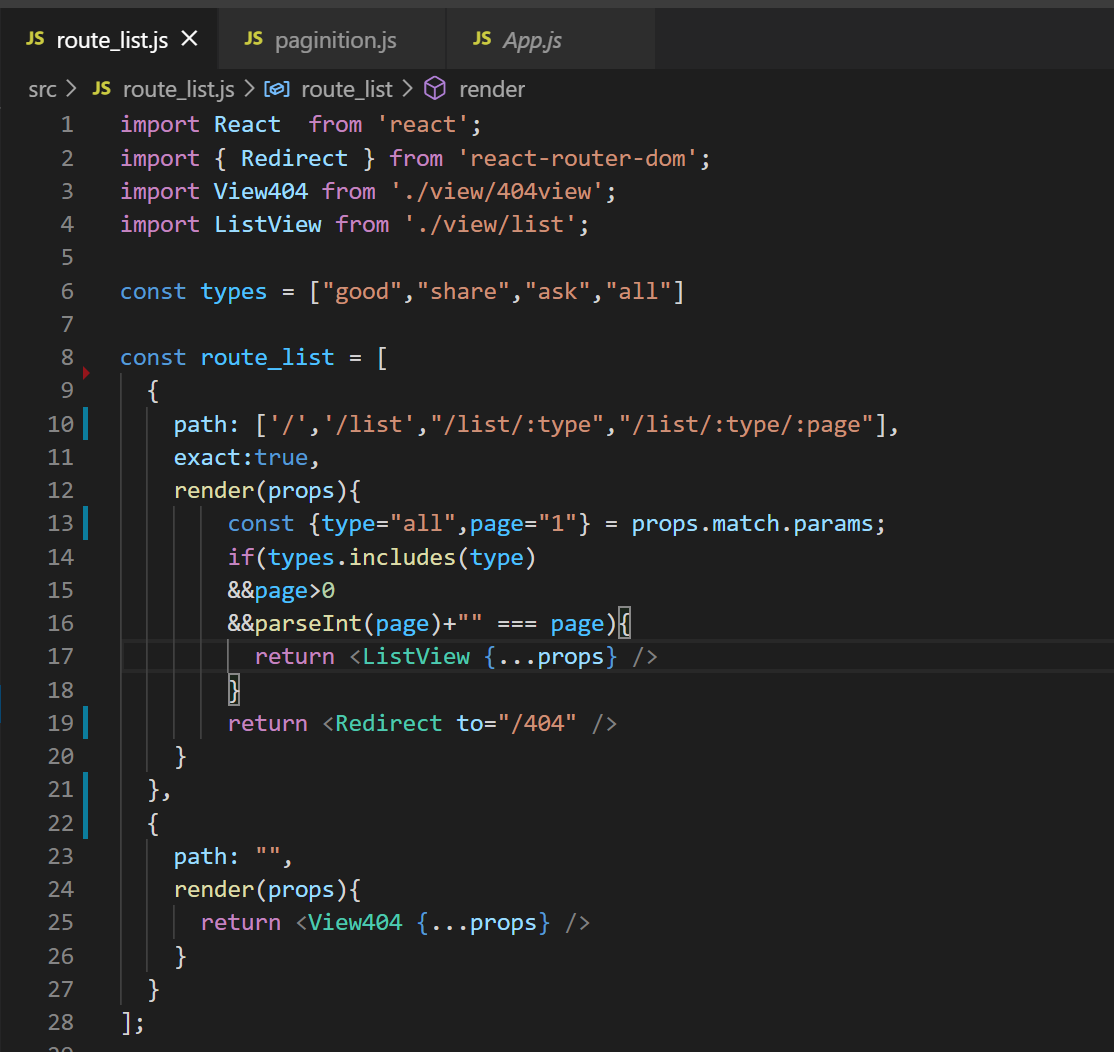 JS route_list.js × JS paginition.js JS App.js
src > JS route_list.js > route_list > render
1 import React  from 'react';
2 import { Redirect } from 'react-router-dom';
3 import View404 from './view/404view';
4 import ListView from './view/list';
5
6 const types = ["good","share","ask","all"]
7
8 const route_list = [
9   {
10     path: ['/','/list',"/list/:type","/list/:type/:page"],
11     exact:true,
12     render(props){
13         const {type="all",page="1"} = props.match.params;
14         if(types.includes(type)
15         &&page>0
16         &&parseInt(page)+"" === page){
17           return <ListView {...props} />
18         }
19         return <Redirect to="/404" />
20     }
21   },
22   {
23     path: "",
24     render(props){
25       return <View404 {...props} />
26     }
27   }
28 ];